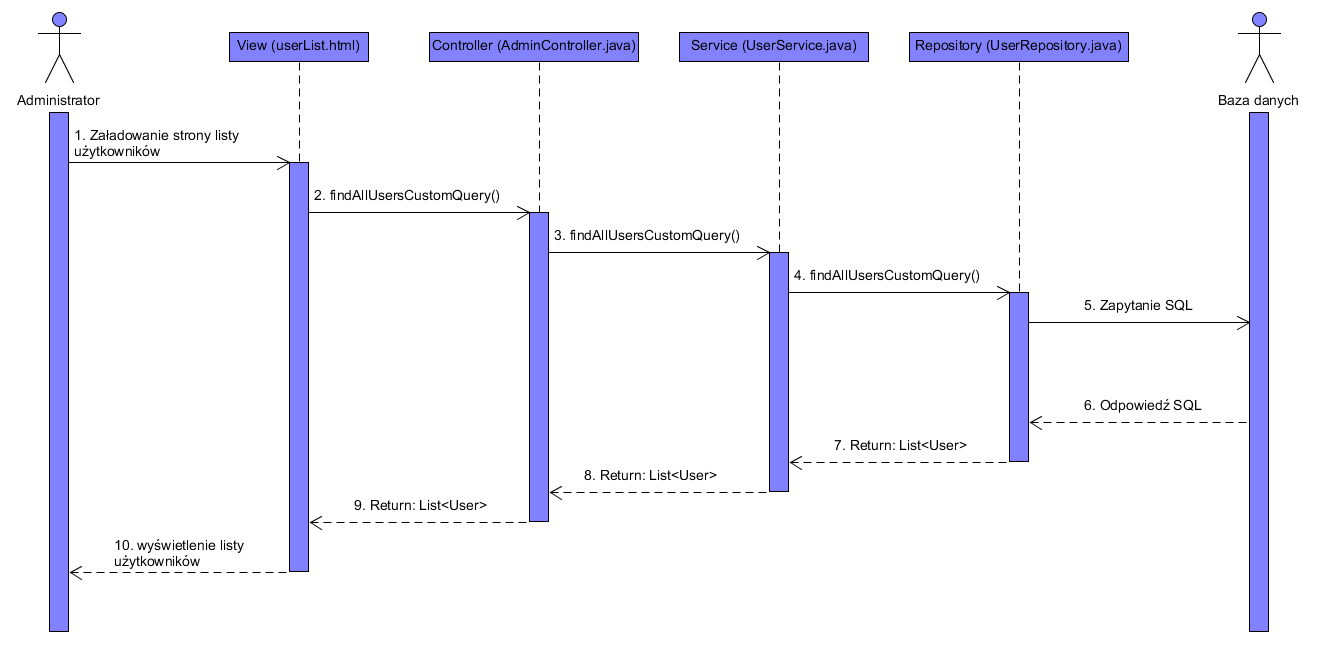 View (userList.html)
Controller (AdminController.java)
Service (UserService.java)
Repository (UserRepository.java)
Administrator
Baza danych
1. Załadowanie strony listy
użytkowników
2. findAllUsersCustomQuery()
3. findAllUsersCustomQuery()
4. findAllUsersCustomQuery()
5. Zapytanie SQL
6. Odpowiedź SQL
7. Return: List<User>
8. Return: List<User>
9. Return: List<User>
10. wyświetlenie listy
użytkowników